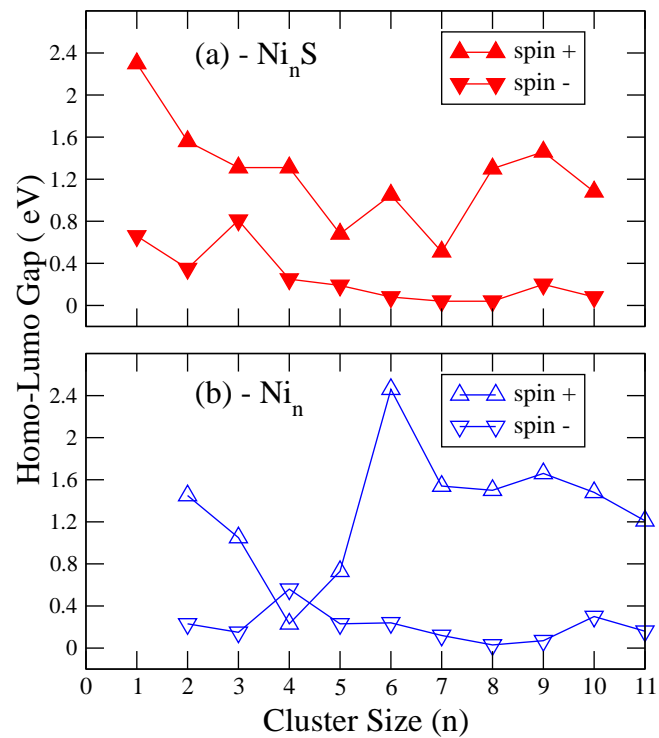 (a) - NiₙS
spin +
spin -
2.4
2
1.6
1.2
0.8
0.4
0
Homo-Lumo Gap ( eV)
(b) - Niₙ
spin +
spin -
2.4
2
1.6
1.2
0.8
0.4
0
0 1 2 3 4 5 6 7 8 9 10 11
Cluster Size (n)